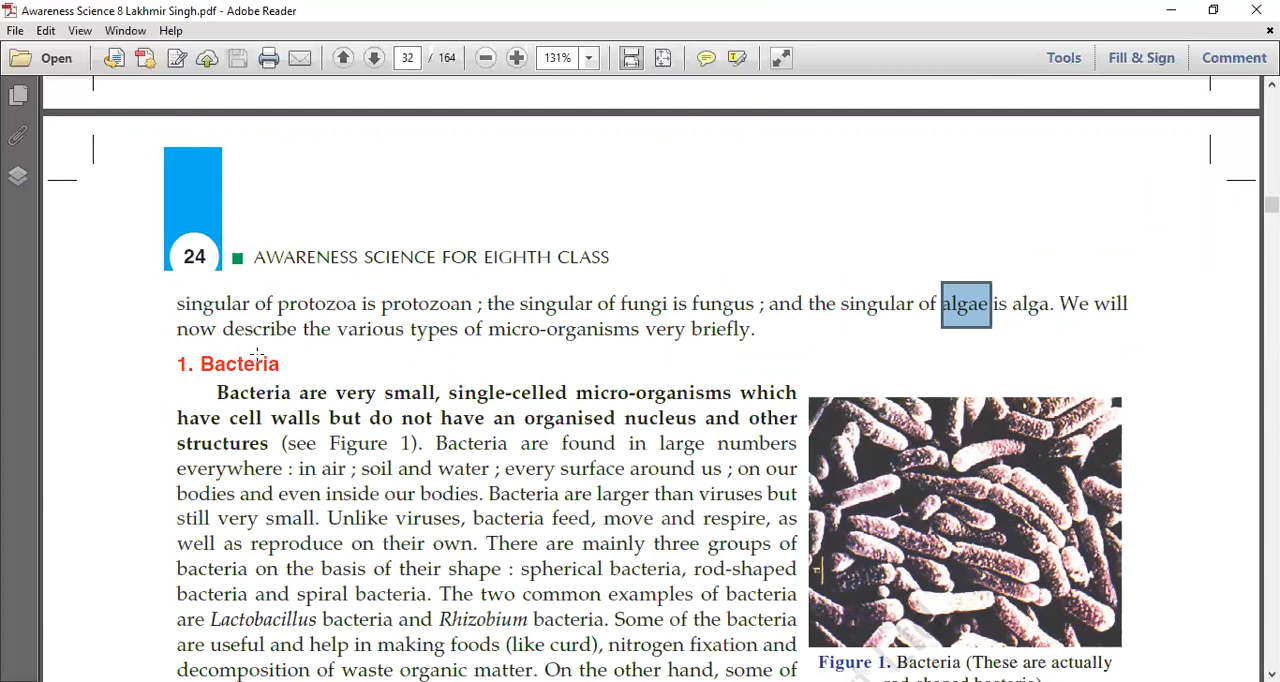 Awareness Science 8 Lakhmir Singh.pdf - Adobe Reader
File Edit View Window Help
Open 32 / 164 131% Tools Fill & Sign Comment
24 AWARENESS SCIENCE FOR EIGHTH CLASS
singular of protozoa is protozoan ; the singular of fungi is fungus ; and the singular of algae is alga. We will
now describe the various types of micro-organisms very briefly.
1. Bacteria
Bacteria are very small, single-celled micro-organisms which
have cell walls but do not have an organised nucleus and other
structures (see Figure 1). Bacteria are found in large numbers
everywhere : in air ; soil and water ; every surface around us ; on our
bodies and even inside our bodies. Bacteria are larger than viruses but
still very small. Unlike viruses, bacteria feed, move and respire, as
well as reproduce on their own. There are mainly three groups of
bacteria on the basis of their shape : spherical bacteria, rod-shaped
bacteria and spiral bacteria. The two common examples of bacteria
are Lactobacillus bacteria and Rhizobium bacteria. Some of the bacteria
are useful and help in making foods (like curd), nitrogen fixation and
decomposition of waste organic matter. On the other hand, some of
Figure 1. Bacteria (These are actually
rod-shaped bacteria)